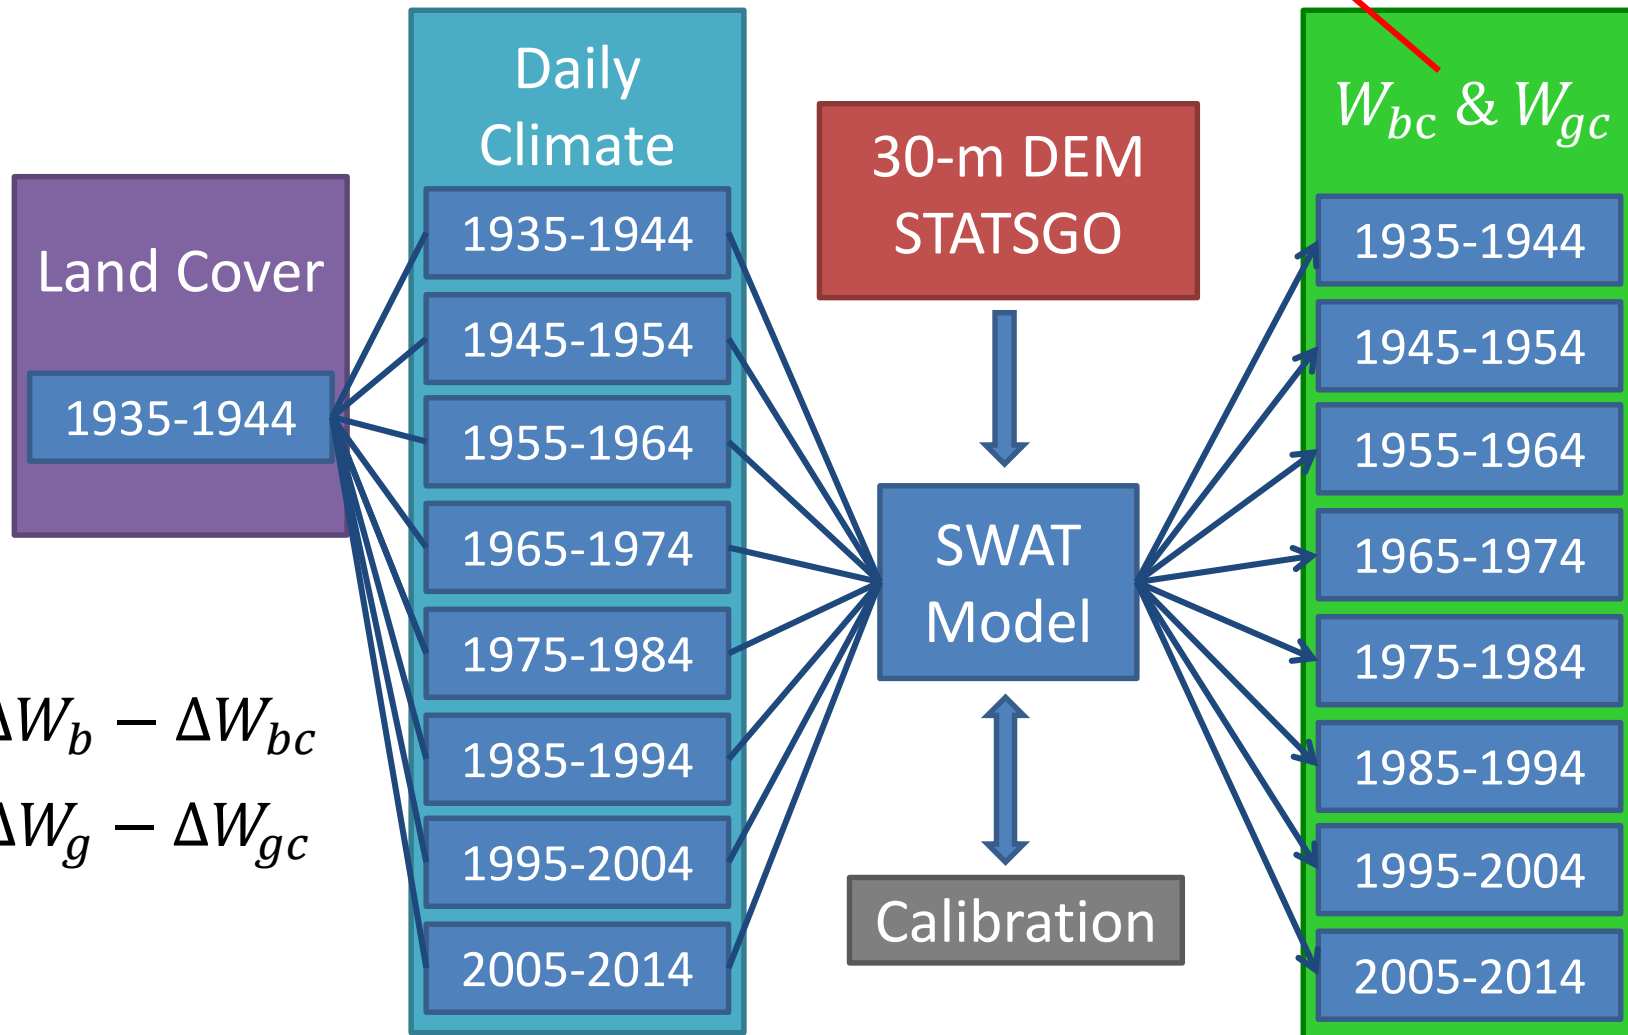 Land Cover
1935-1944
ΔW_b − ΔW_bc
ΔW_g − ΔW_gc
Daily
Climate
1935-1944
1945-1954
1955-1964
1965-1974
1975-1984
1985-1994
1995-2004
2005-2014
30-m DEM
STATSGO
SWAT
Model
Calibration
W_bc & W_gc
1935-1944
1945-1954
1955-1964
1965-1974
1975-1984
1985-1994
1995-2004
2005-2014